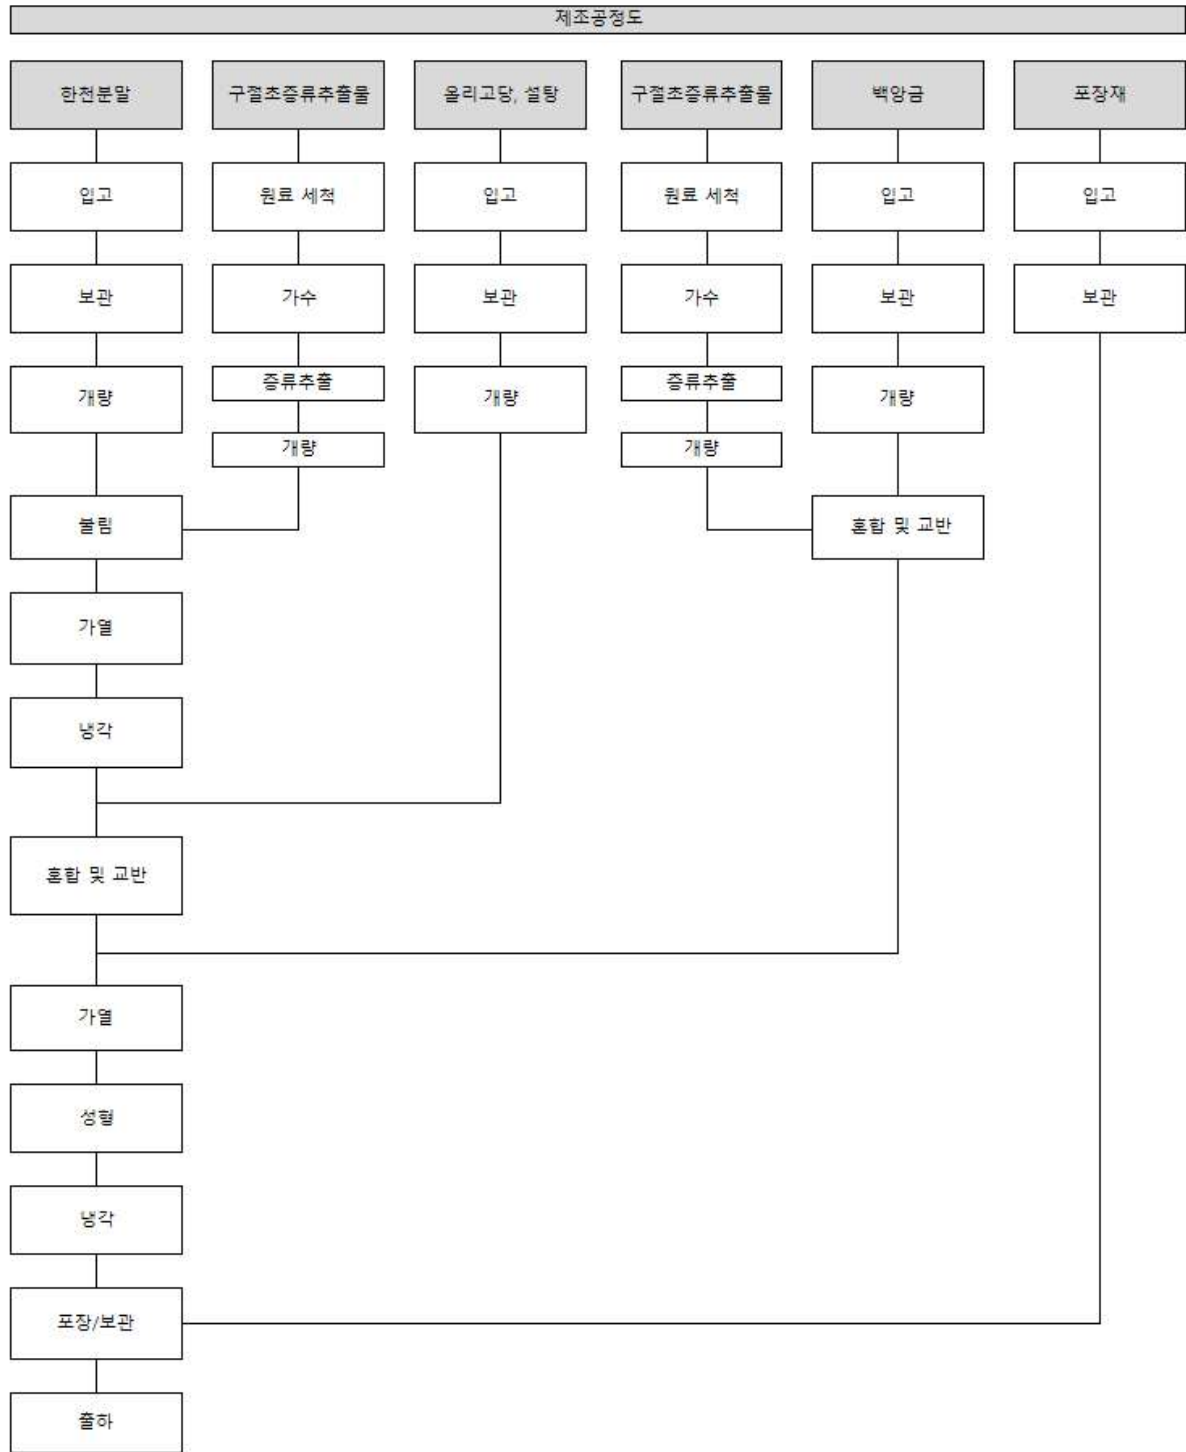 제조공정도
한천분말
구절초증류추출물
올리고당, 설탕
구절초증류추출물
백앙금
포장재
입고
원료 세척
입고
원료 세척
입고
입고
보관
가수
보관
가수
보관
보관
개량
증류추출
개량
증류추출
개량
개량
개량
불림
혼합 및 교반
가열
냉각
혼합 및 교반
가열
성형
냉각
포장/보관
출하